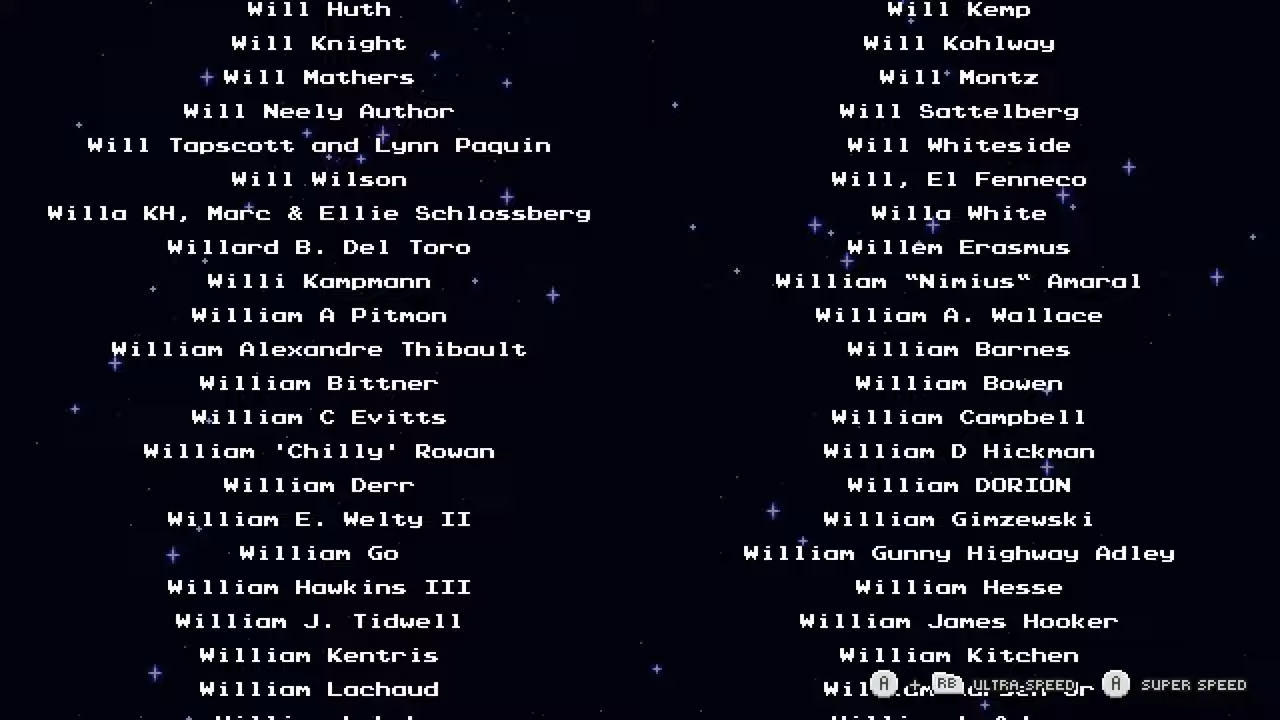 Will Huth
Will Kemp
Will Knight
Will Kohlway
Will Mathers
Will Montz
Will Neely Author
Will Sattelberg
Will Tapscott and Lynn Paquin
Will Whiteside
Will Wilson
Will, El Fenneco
Willa KH, Marc & Ellie Schlossberg
Willa White
Willard B. Del Toro
Willem Erasmus
Willi Kampmann
William “Nimius“ Amaral
William A Pitmon
William A. Wallace
William Alexandre Thibault
William Barnes
William Bittner
William Bowen
William C Evitts
William Campbell
William 'Chilly' Rowan
William D Hickman
William Derr
William DORION
William E. Welty II
William Gimzewski
William Go
William Gunny Highway Adley
William Hawkins III
William Hesse
William J. Tidwell
William James Hooker
William Kentris
William Kitchen
William Lachaud
A + RB ULTRA SPEED A SUPER SPEED